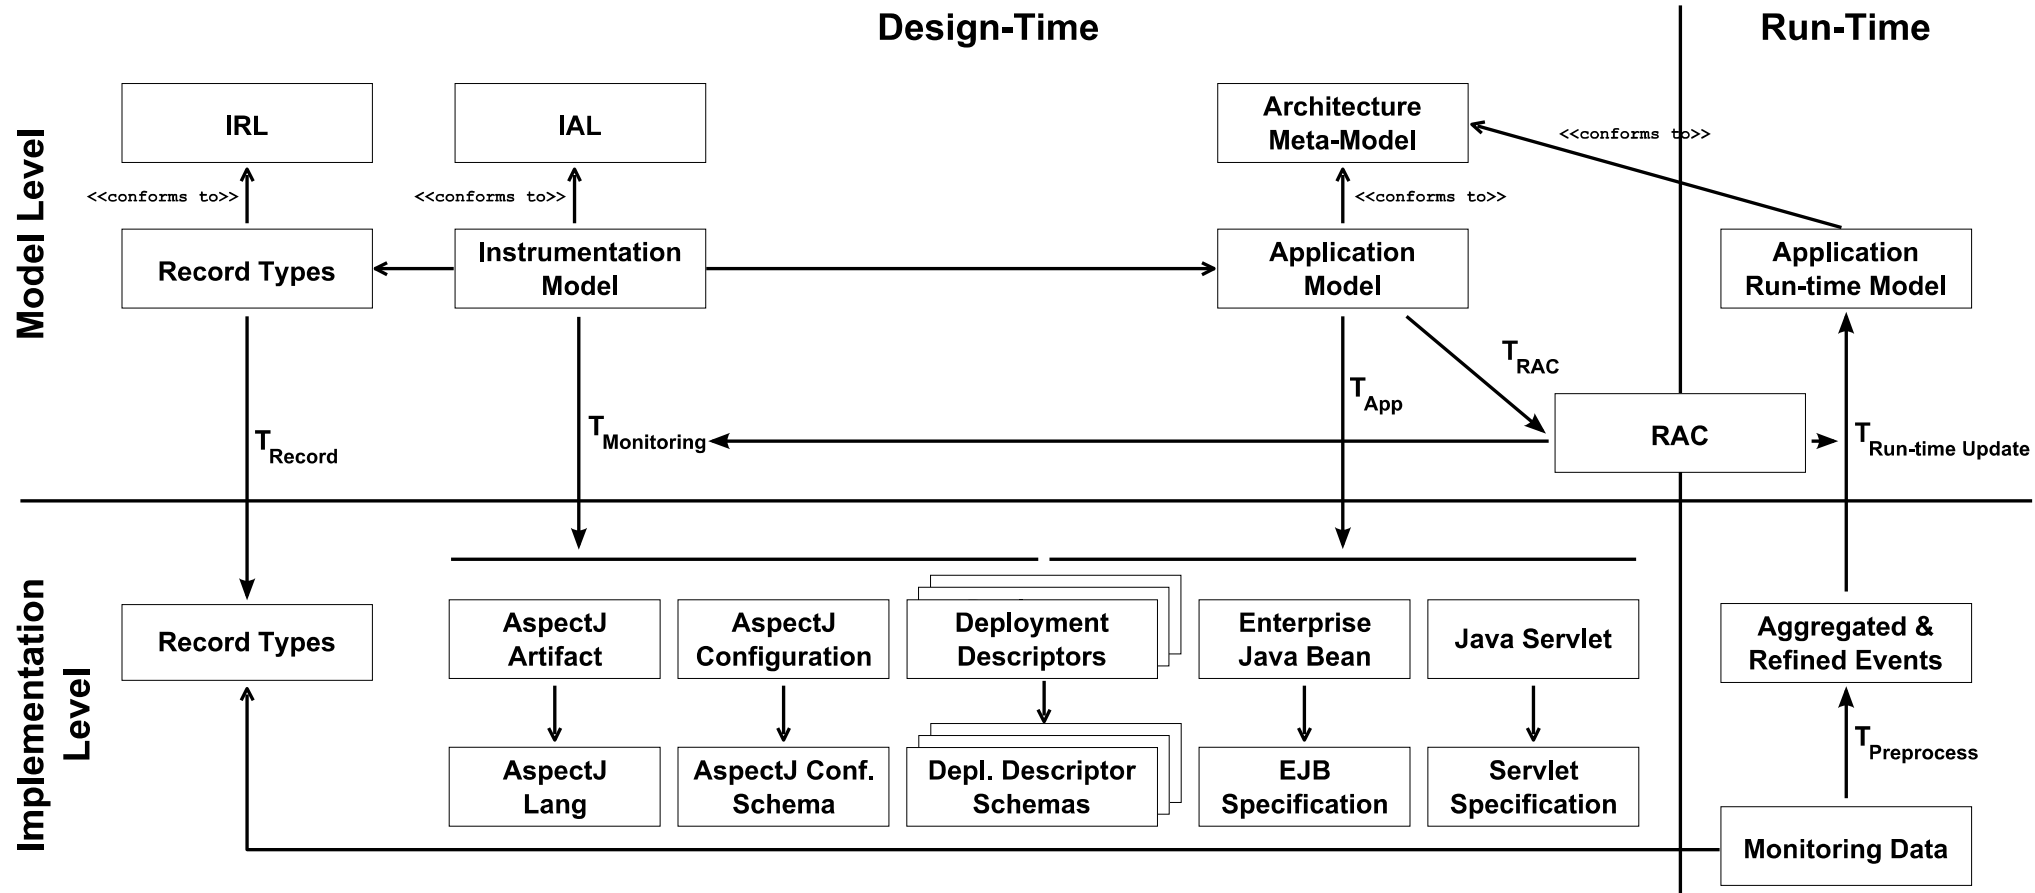 Design-Time
Run-Time
Model Level
IRL
IAL
Architecture
Meta-Model
<<conforms to>>
<<conforms to>>
<<conforms to>>
<<conforms to>>
Record Types
Instrumentation
Model
Application
Model
Application
Run-time Model
TRecord
TMonitoring
TApp
TRAC
RAC
TRun-time Update
Implementation
Level
Record Types
AspectJ
Artifact
AspectJ
Configuration
Deployment
Descriptors
Enterprise
Java Bean
Java Servlet
Aggregated &
Refined Events
AspectJ
Lang
AspectJ Conf.
Schema
Depl. Descriptor
Schemas
EJB
Specification
Servlet
Specification
TPreprocess
Monitoring Data